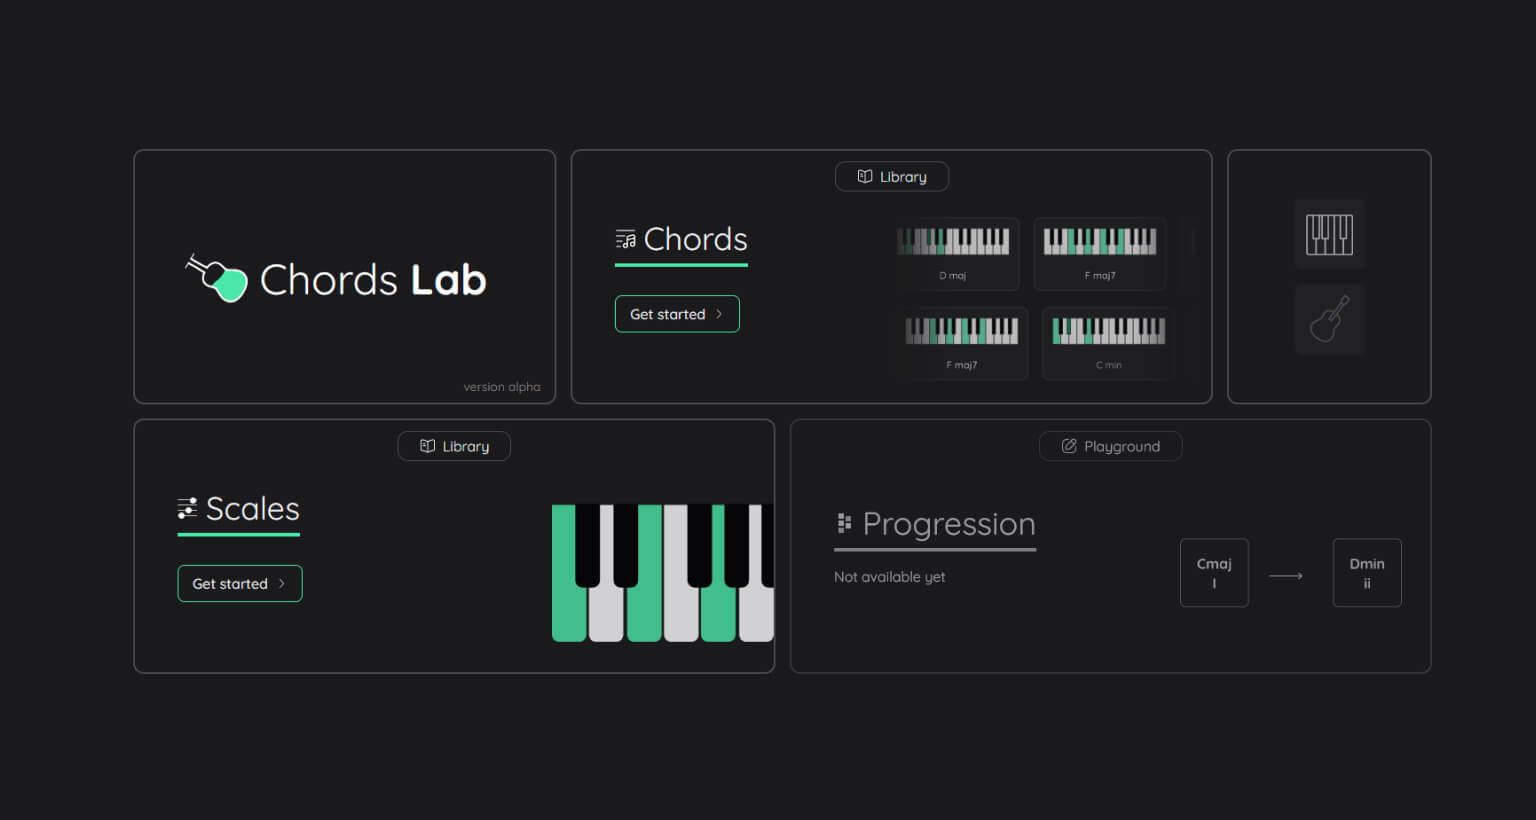 Chords Lab
version alpha
Library
Chords
Get started
D maj
F maj7
F maj7
C min
Library
Scales
Get started
Playground
Progression
Not available yet
Cmaj
I
Dmin
ii